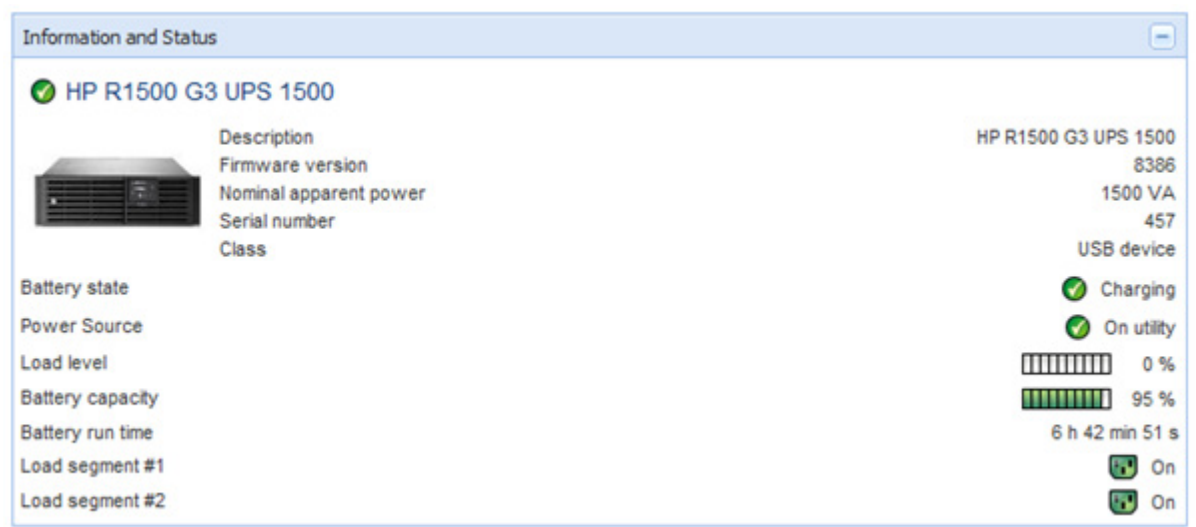 Information and Status
HP R1500 G3 UPS 1500
Description HP R1500 G3 UPS 1500
Firmware version 8386
Nominal apparent power 1500 VA
Serial number 457
Class USB device
Battery state Charging
Power Source On utility
Load level 0 %
Battery capacity 95 %
Battery run time 6 h 42 min 51 s
Load segment #1 On
Load segment #2 On